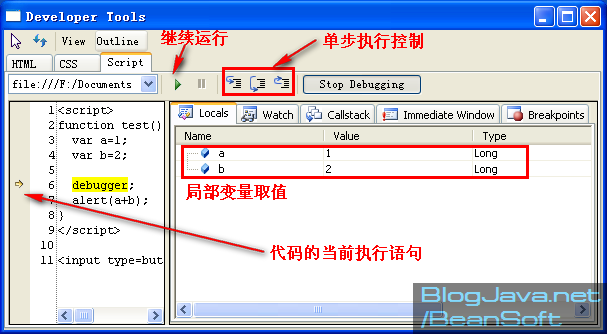 Developer Tools
继续运行
单步执行控制
View Outline
HTML CSS Script
file:///F:/Documents
Stop Debugging
Locals Watch Callstack Immediate Window Breakpoints
Name Value Type
a 1 Long
b 2 Long
局部变量取值
1 <script>
2 function test()
3 var a=1;
4 var b=2;
5
6 debugger;
7 alert(a+b);
8 }
9 </script>
10
11 <input type=but
代码的当前执行语句
BlogJava.net
/BeanSoft